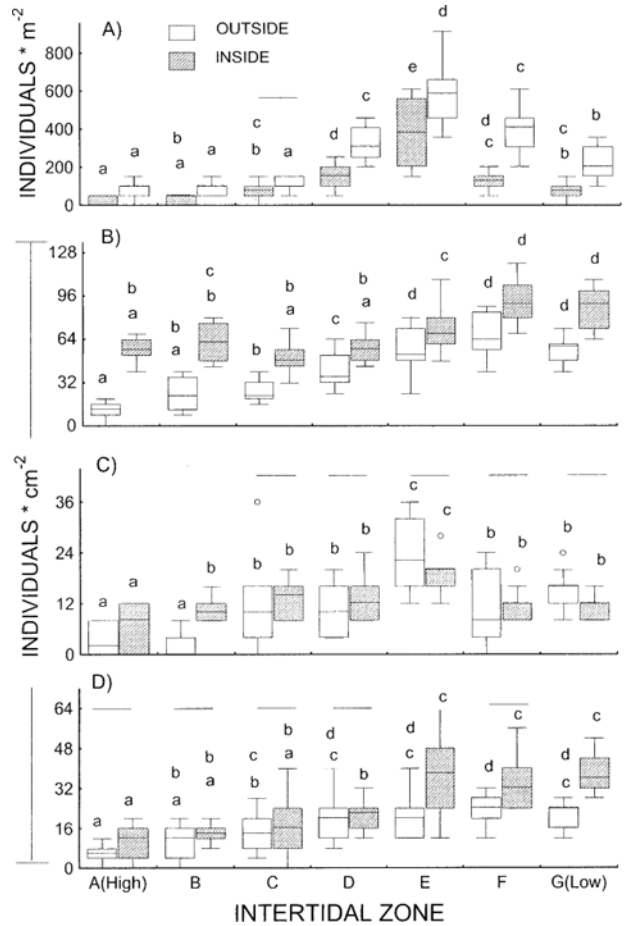 A)
OUTSIDE
INSIDE
INDIVIDUALS * m-2
800
600
400
200
0
a a b a a c b a d c e d d c c c b b
B)
128
96
64
32
0
a b a b a c b b b a c b a d c d d d d
C)
INDIVIDUALS * cm-2
36
24
12
0
a a a b b b b b c c b b b b
D)
64
48
32
16
0
a a b a b a c b b a d c b d c c d c d c c
A(High) B C D E F G(Low)
INTERTIDAL ZONE